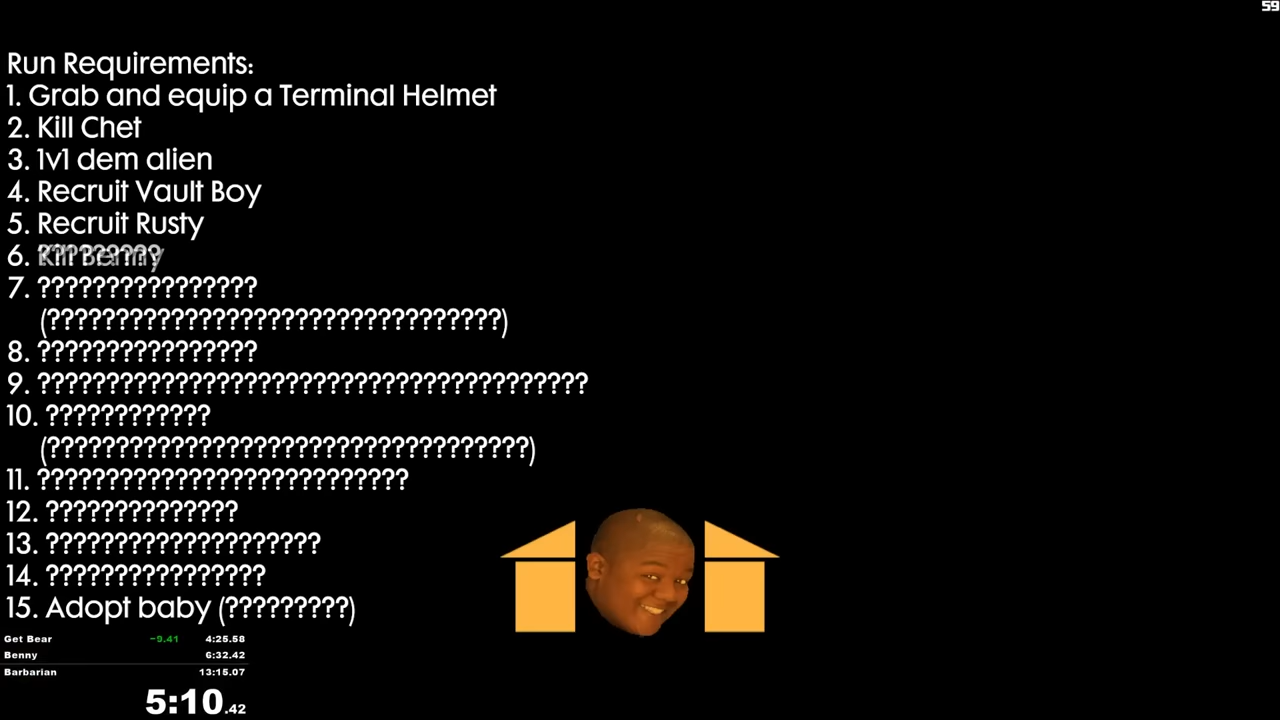 59
Run Requirements:
1. Grab and equip a Terminal Helmet
2. Kill Chet
3. 1v1 dem alien
4. Recruit Vault Boy
5. Recruit Rusty
6. Kill Benny
7. ????????????????
(?????????????????????????????????)
8. ????????????????
9. ????????????????????????????????????????
10. ????????????
(???????????????????????????????????)
11. ???????????????????????????
12. ??????????????
13. ????????????????????
14. ????????????????
15. Adopt baby (?????????)
Get Bear -9.41 4:25.58
Benny 6:32.42
Barbarian 13:15.07
5:10.42